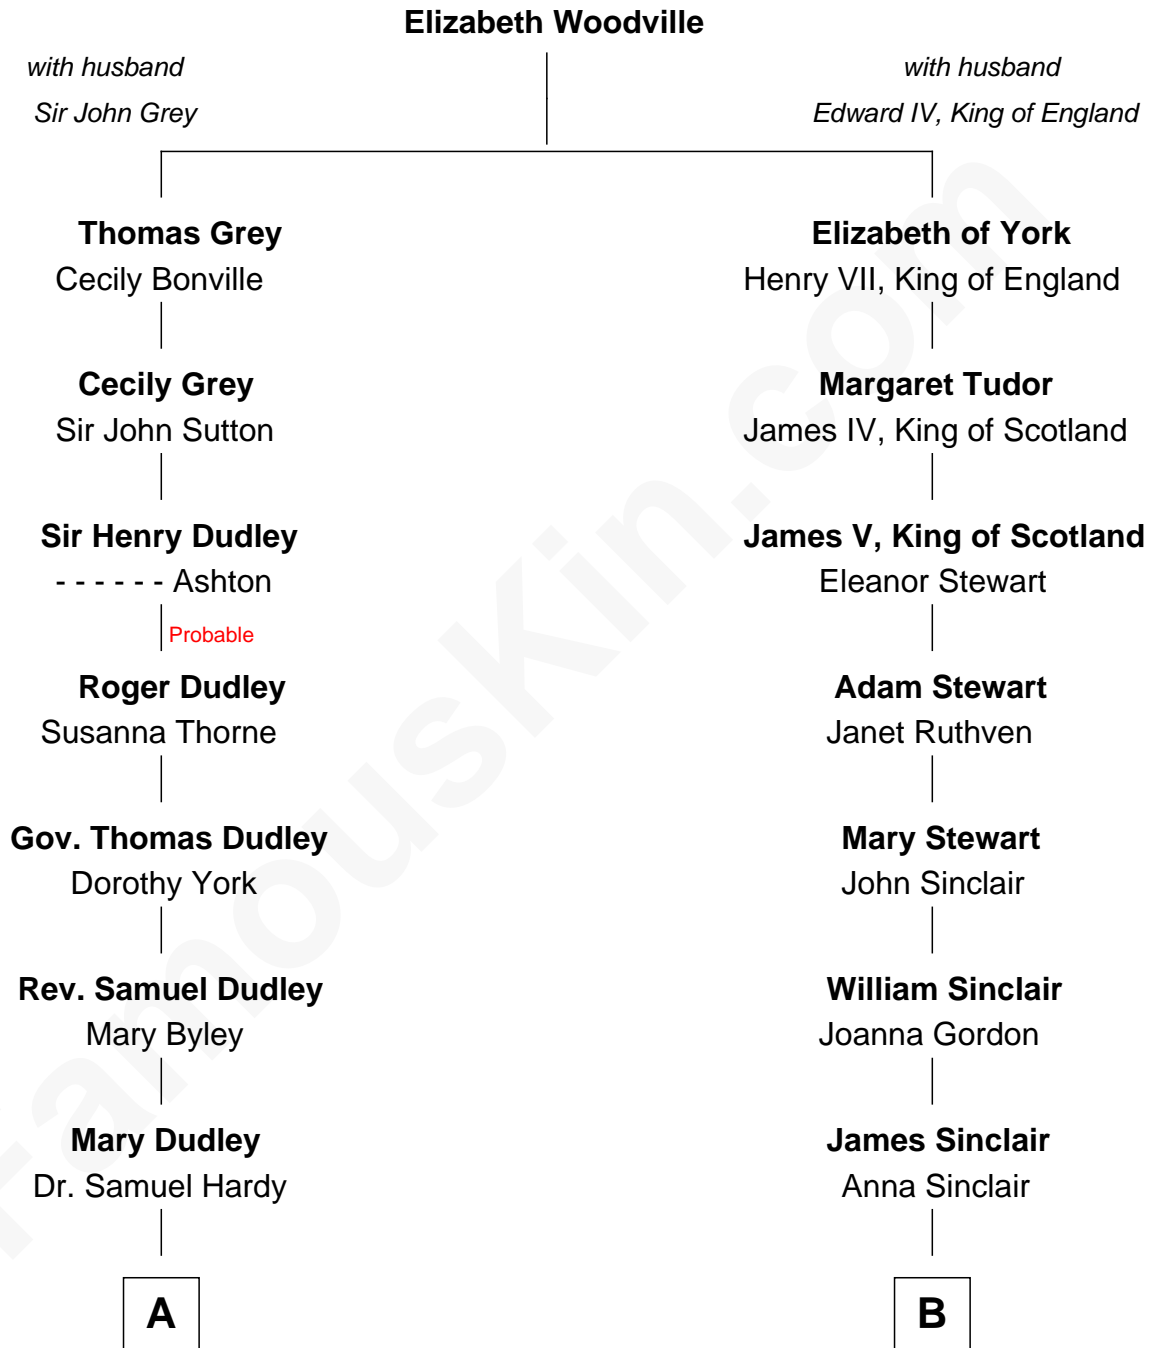 Elizabeth Woodville
with husband
Sir John Grey
with husband
Edward IV, King of England
Thomas Grey
Cecily Bonville
Elizabeth of York
Henry VII, King of England
Cecily Grey
Sir John Sutton
Margaret Tudor
James IV, King of Scotland
Sir Henry Dudley
- - - - - - Ashton
James V, King of Scotland
Eleanor Stewart
Probable
Roger Dudley
Susanna Thorne
Adam Stewart
Janet Ruthven
Gov. Thomas Dudley
Dorothy York
Mary Stewart
John Sinclair
Rev. Samuel Dudley
Mary Byley
William Sinclair
Joanna Gordon
Mary Dudley
Dr. Samuel Hardy
James Sinclair
Anna Sinclair
A
B
FamousKin.com